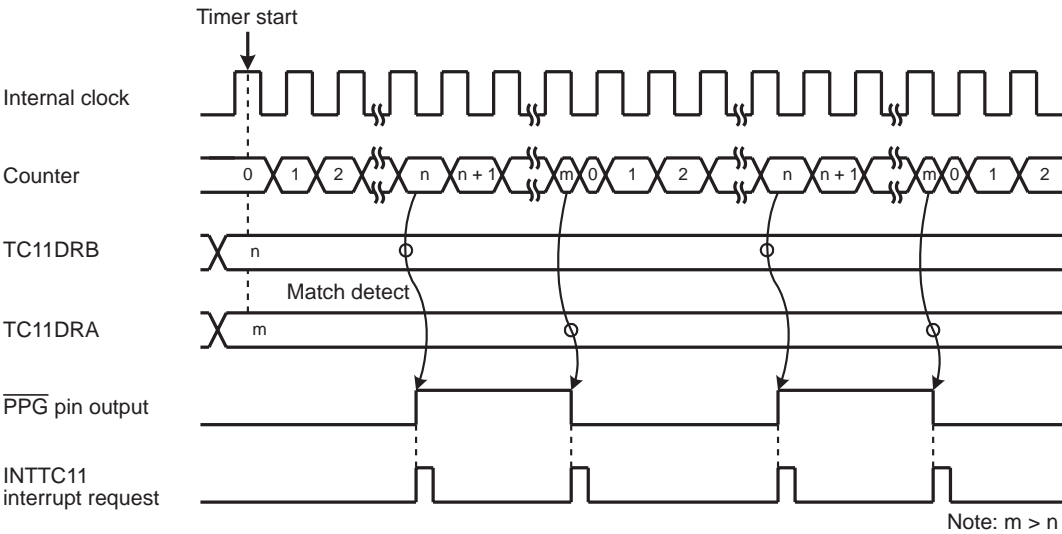 Timer start
Internal clock
Counter
0 1 2 n n + 1 m 0 1 2 n n + 1 m 0 1 2
TC11DRB
n
Match detect
TC11DRA
m
PPG pin output
INTTC11
interrupt request
Note: m > n